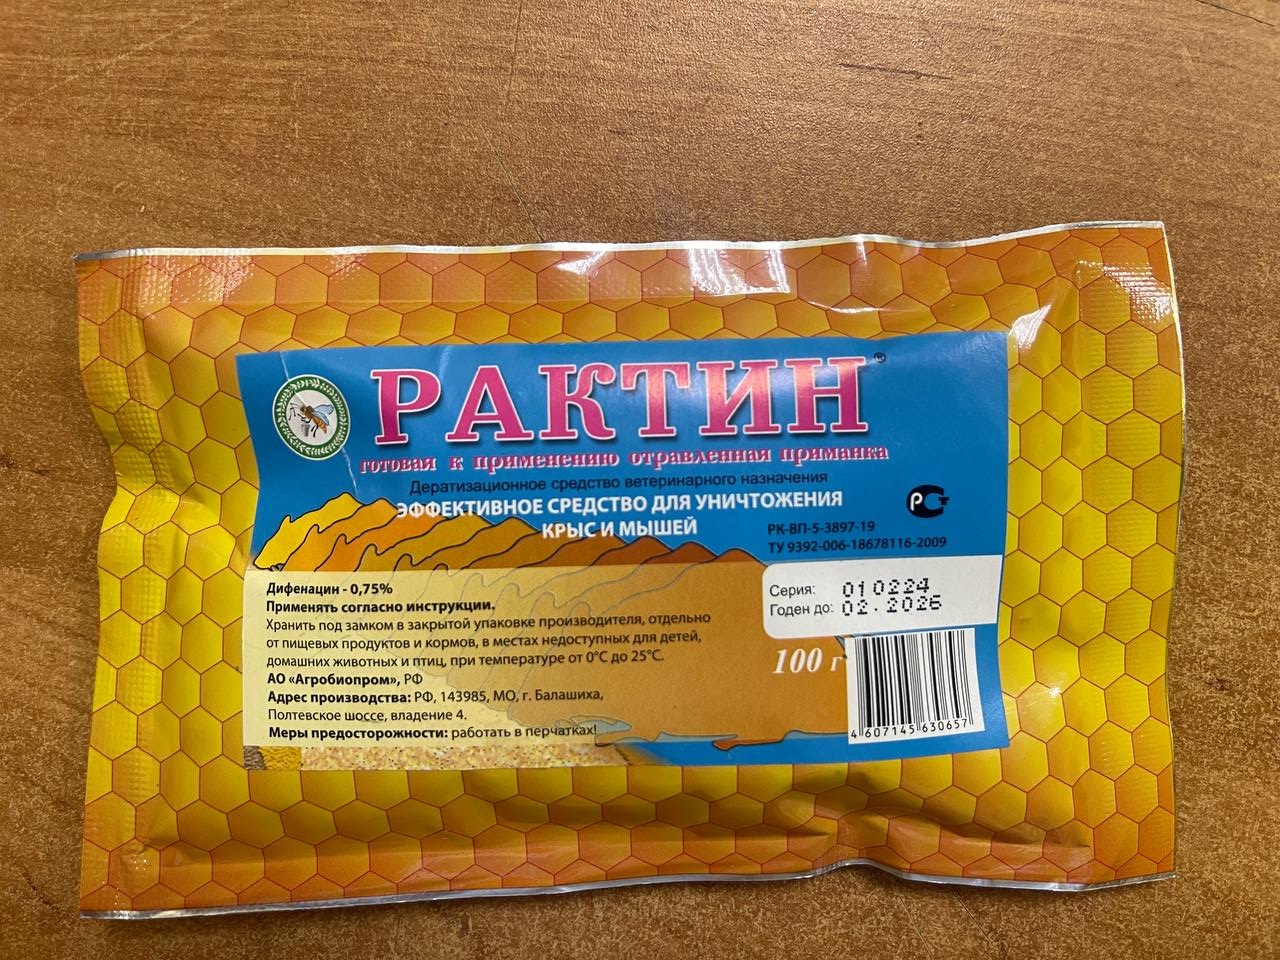 РАКТИН®
готовая к применению отравленная приманка
Дератизационное средство ветеринарного назначения
ЭФФЕКТИВНОЕ СРЕДСТВО ДЛЯ УНИЧТОЖЕНИЯ
КРЫС И МЫШЕЙ
РСТ
РК-ВП-5-3897-19
ТУ 9392-006-18678116-2009
Дифенацин - 0,75%
Применять согласно инструкции.
Хранить под замком в закрытой упаковке производителя, отдельно
от пищевых продуктов и кормов, в местах недоступных для детей,
домашних животных и птиц, при температуре от 0°С до 25°С.
АО «Агробиопром», РФ
Адрес производства: РФ, 143985, МО, г. Балашиха,
Полтевское шоссе, владение 4.
Меры предосторожности: работать в перчатках!
Серия: 010224
Годен до: 02.2026
100 г
4 607145 630657